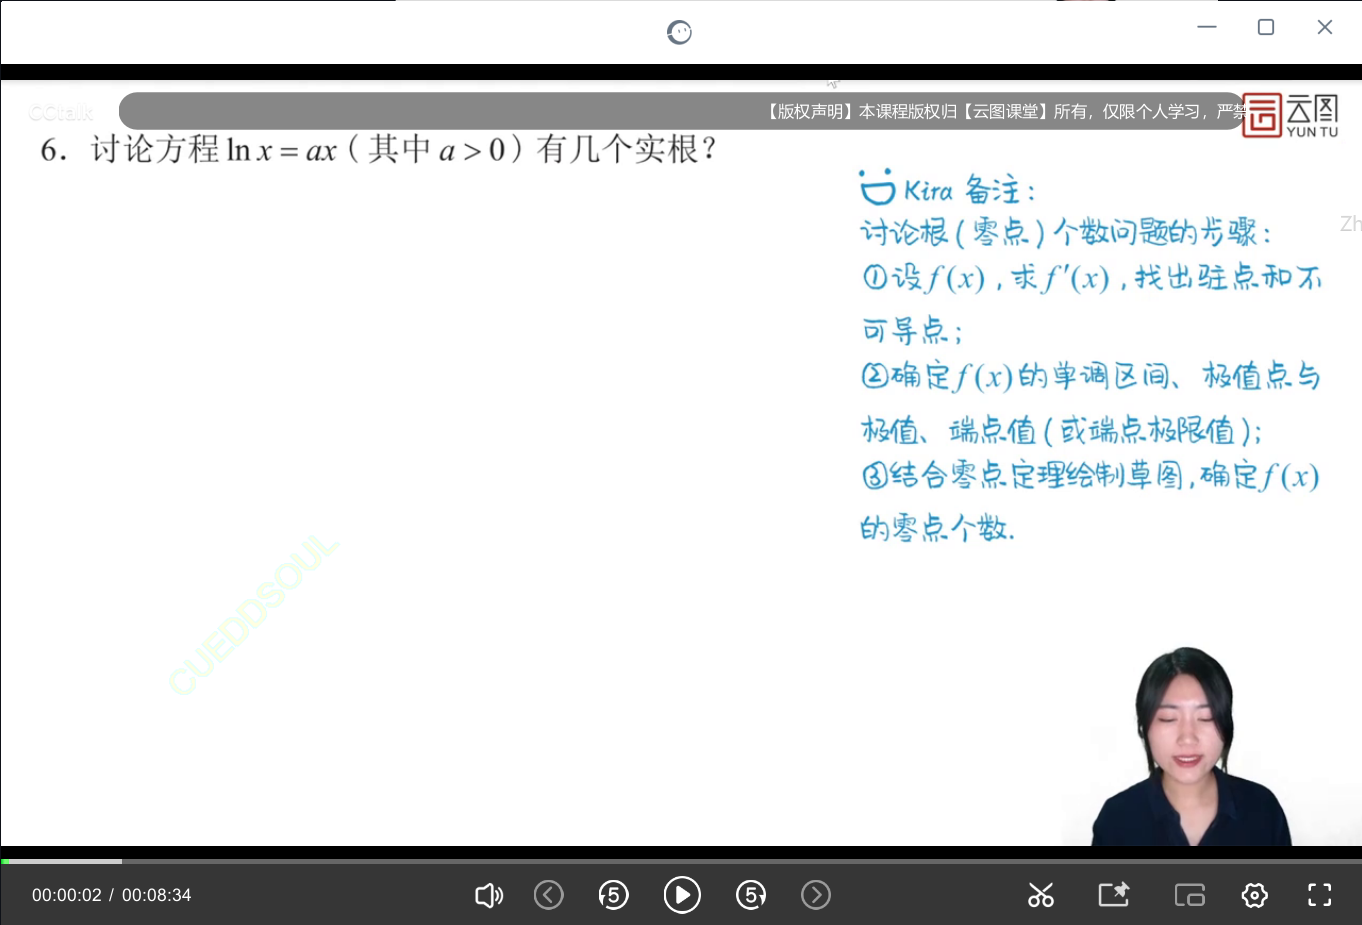 CCtalk
【版权声明】本课程版权归【云图课堂】所有，仅限个人学习，严禁
云图
YUN TU
6. 讨论方程 ln x = ax（其中 a > 0）有几个实根？
Kira 备注：
Zh
讨论根(零点)个数问题的步骤：
①设f(x)，求f′(x)，找出驻点和不
可导点；
②确定f(x)的单调区间、极值点与
极值、端点值(或端点极限值)；
③结合零点定理绘制草图，确定f(x)
的零点个数.
CUEDDSOUL
00:00:02 / 00:08:34
5
5